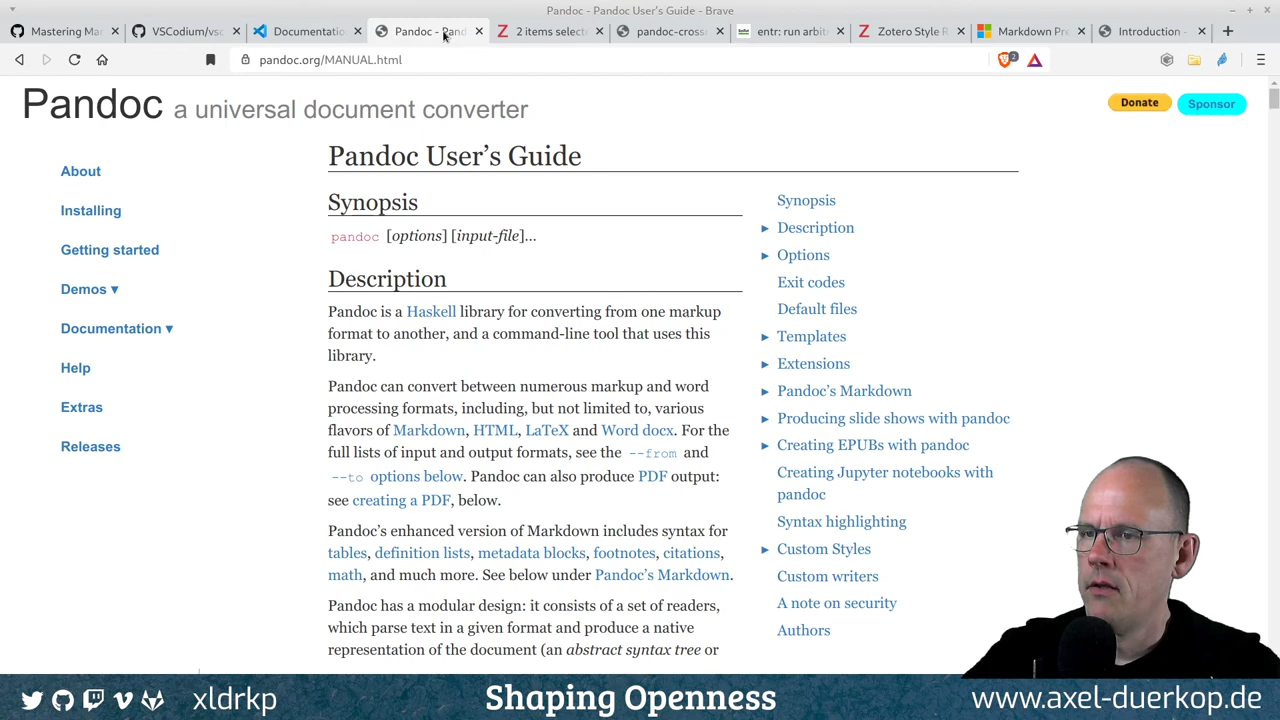 Pandoc - Pandoc User's Guide - Brave
Mastering Mar
VSCodium/vsc
Documentatio
Pandoc - Pand
2 items select
pandoc-cross
entr: run arbit
Zotero Style R
Markdown Pre
Introduction -
pandoc.org/MANUAL.html
2
Pandoc a universal document converter
Donate
Sponsor
About
Installing
Getting started
Demos ▾
Documentation ▾
Help
Extras
Releases
Pandoc User’s Guide
Synopsis
pandoc [options] [input-file]…
Description
Pandoc is a Haskell library for converting from one markup
format to another, and a command-line tool that uses this
library.
Pandoc can convert between numerous markup and word
processing formats, including, but not limited to, various
flavors of Markdown, HTML, LaTeX and Word docx. For the
full lists of input and output formats, see the --from and
--to options below. Pandoc can also produce PDF output:
see creating a PDF, below.
Pandoc’s enhanced version of Markdown includes syntax for
tables, definition lists, metadata blocks, footnotes, citations,
math, and much more. See below under Pandoc’s Markdown.
Pandoc has a modular design: it consists of a set of readers,
which parse text in a given format and produce a native
representation of the document (an abstract syntax tree or
Synopsis
Description
Options
Exit codes
Default files
Templates
Extensions
Pandoc’s Markdown
Producing slide shows with pandoc
Creating EPUBs with pandoc
Creating Jupyter notebooks with
pandoc
Syntax highlighting
Custom Styles
Custom writers
A note on security
Authors
xldrkp
Shaping Openness
www.axel-duerkop.de